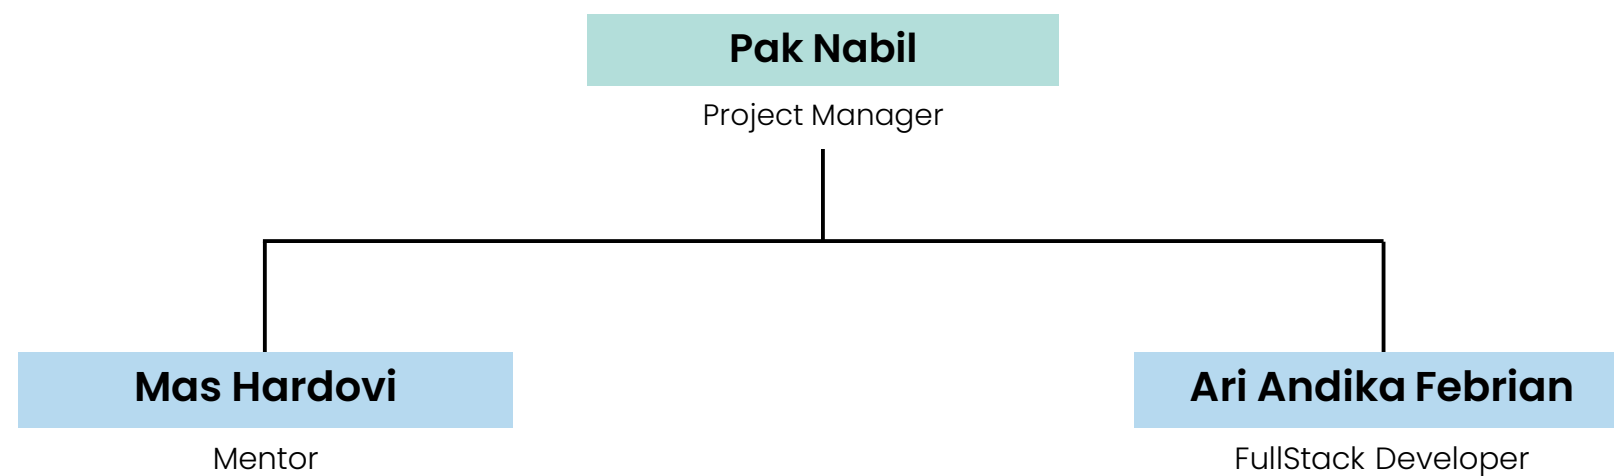 Pak Nabil
Project Manager
Mas Hardovi
Mentor
Ari Andika Febrian
FullStack Developer